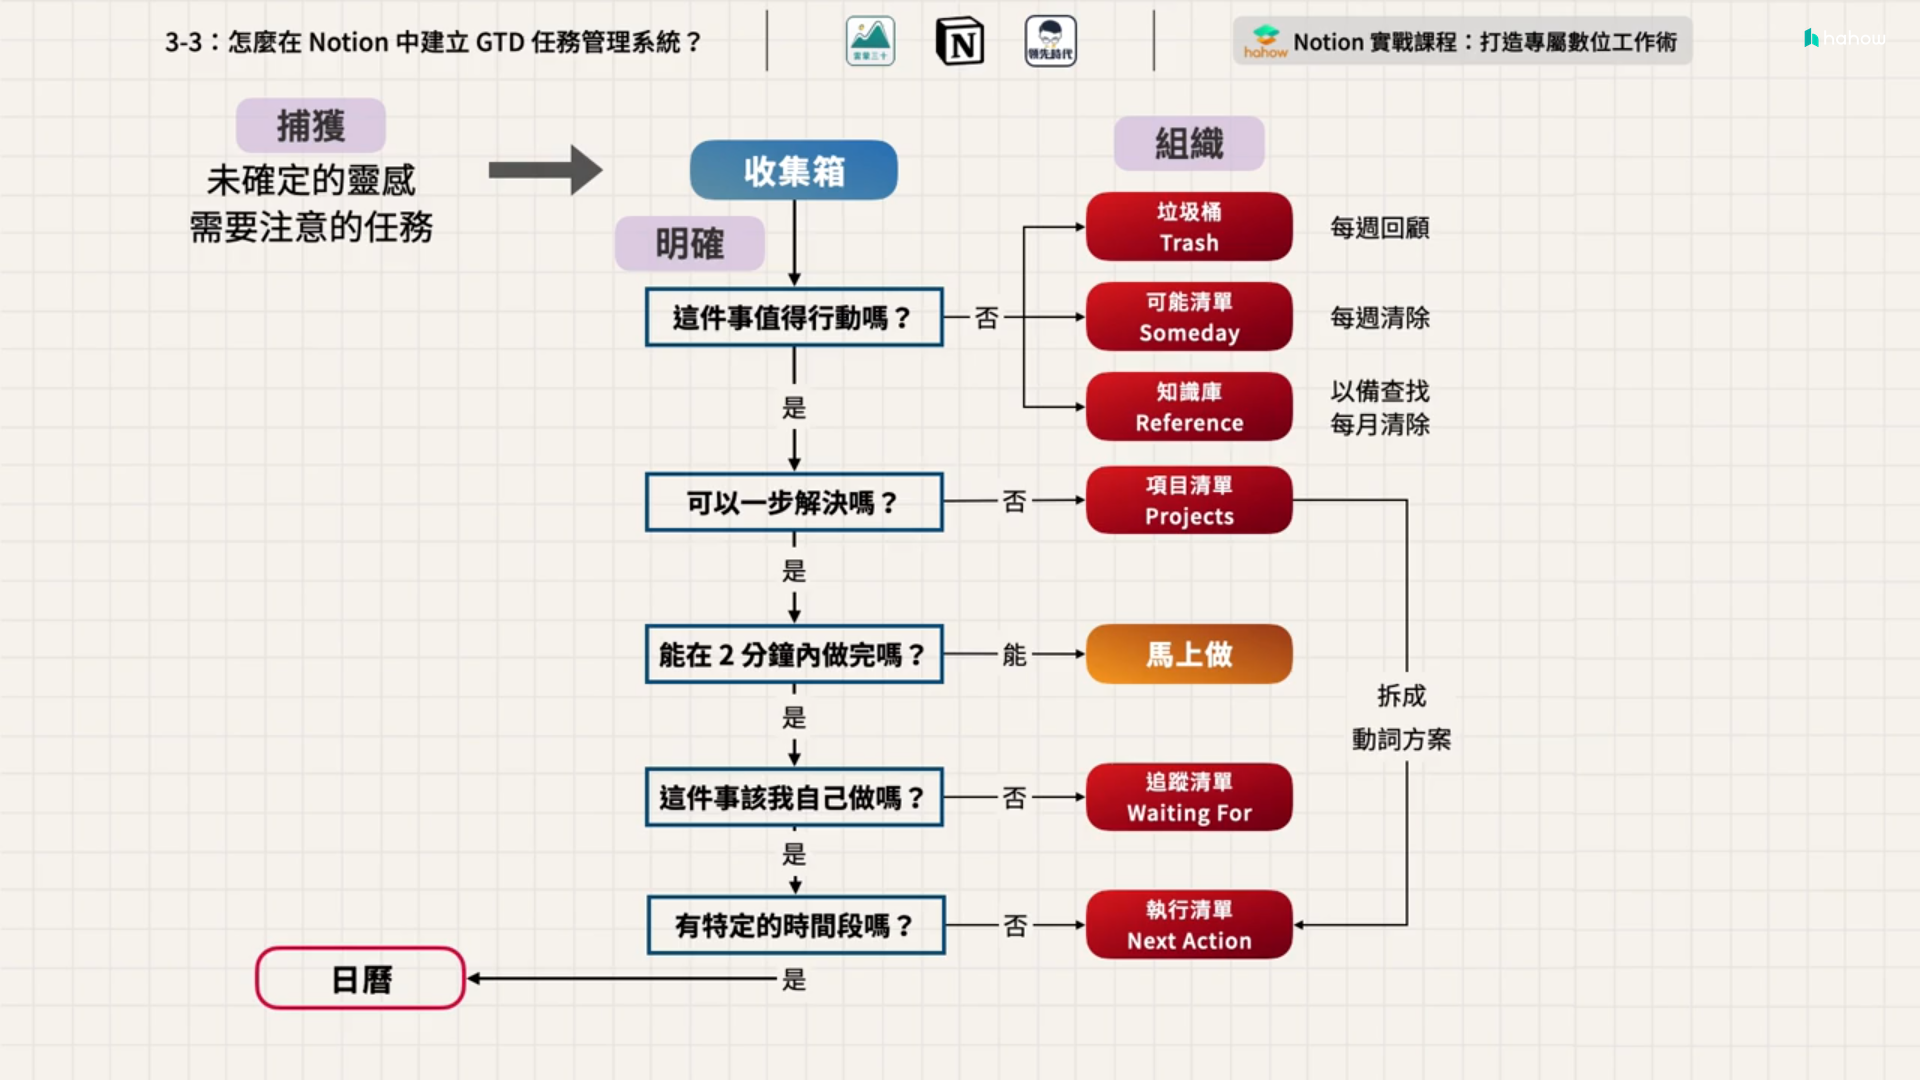 3-3：怎麼在 Notion 中建立 GTD 任務管理系統？
富蘭三十
N
領先時代
hahow
Notion 實戰課程：打造專屬數位工作術
hahow
捕獲
未確定的靈感
需要注意的任務
收集箱
明確
組織
這件事值得行動嗎？
否
垃圾桶
Trash
每週回顧
可能清單
Someday
每週清除
知識庫
Reference
以備查找
每月清除
是
可以一步解決嗎？
否
項目清單
Projects
是
能在 2 分鐘內做完嗎？
能
馬上做
拆成
動詞方案
是
這件事該我自己做嗎？
否
追蹤清單
Waiting For
是
有特定的時間段嗎？
否
執行清單
Next Action
是
日曆